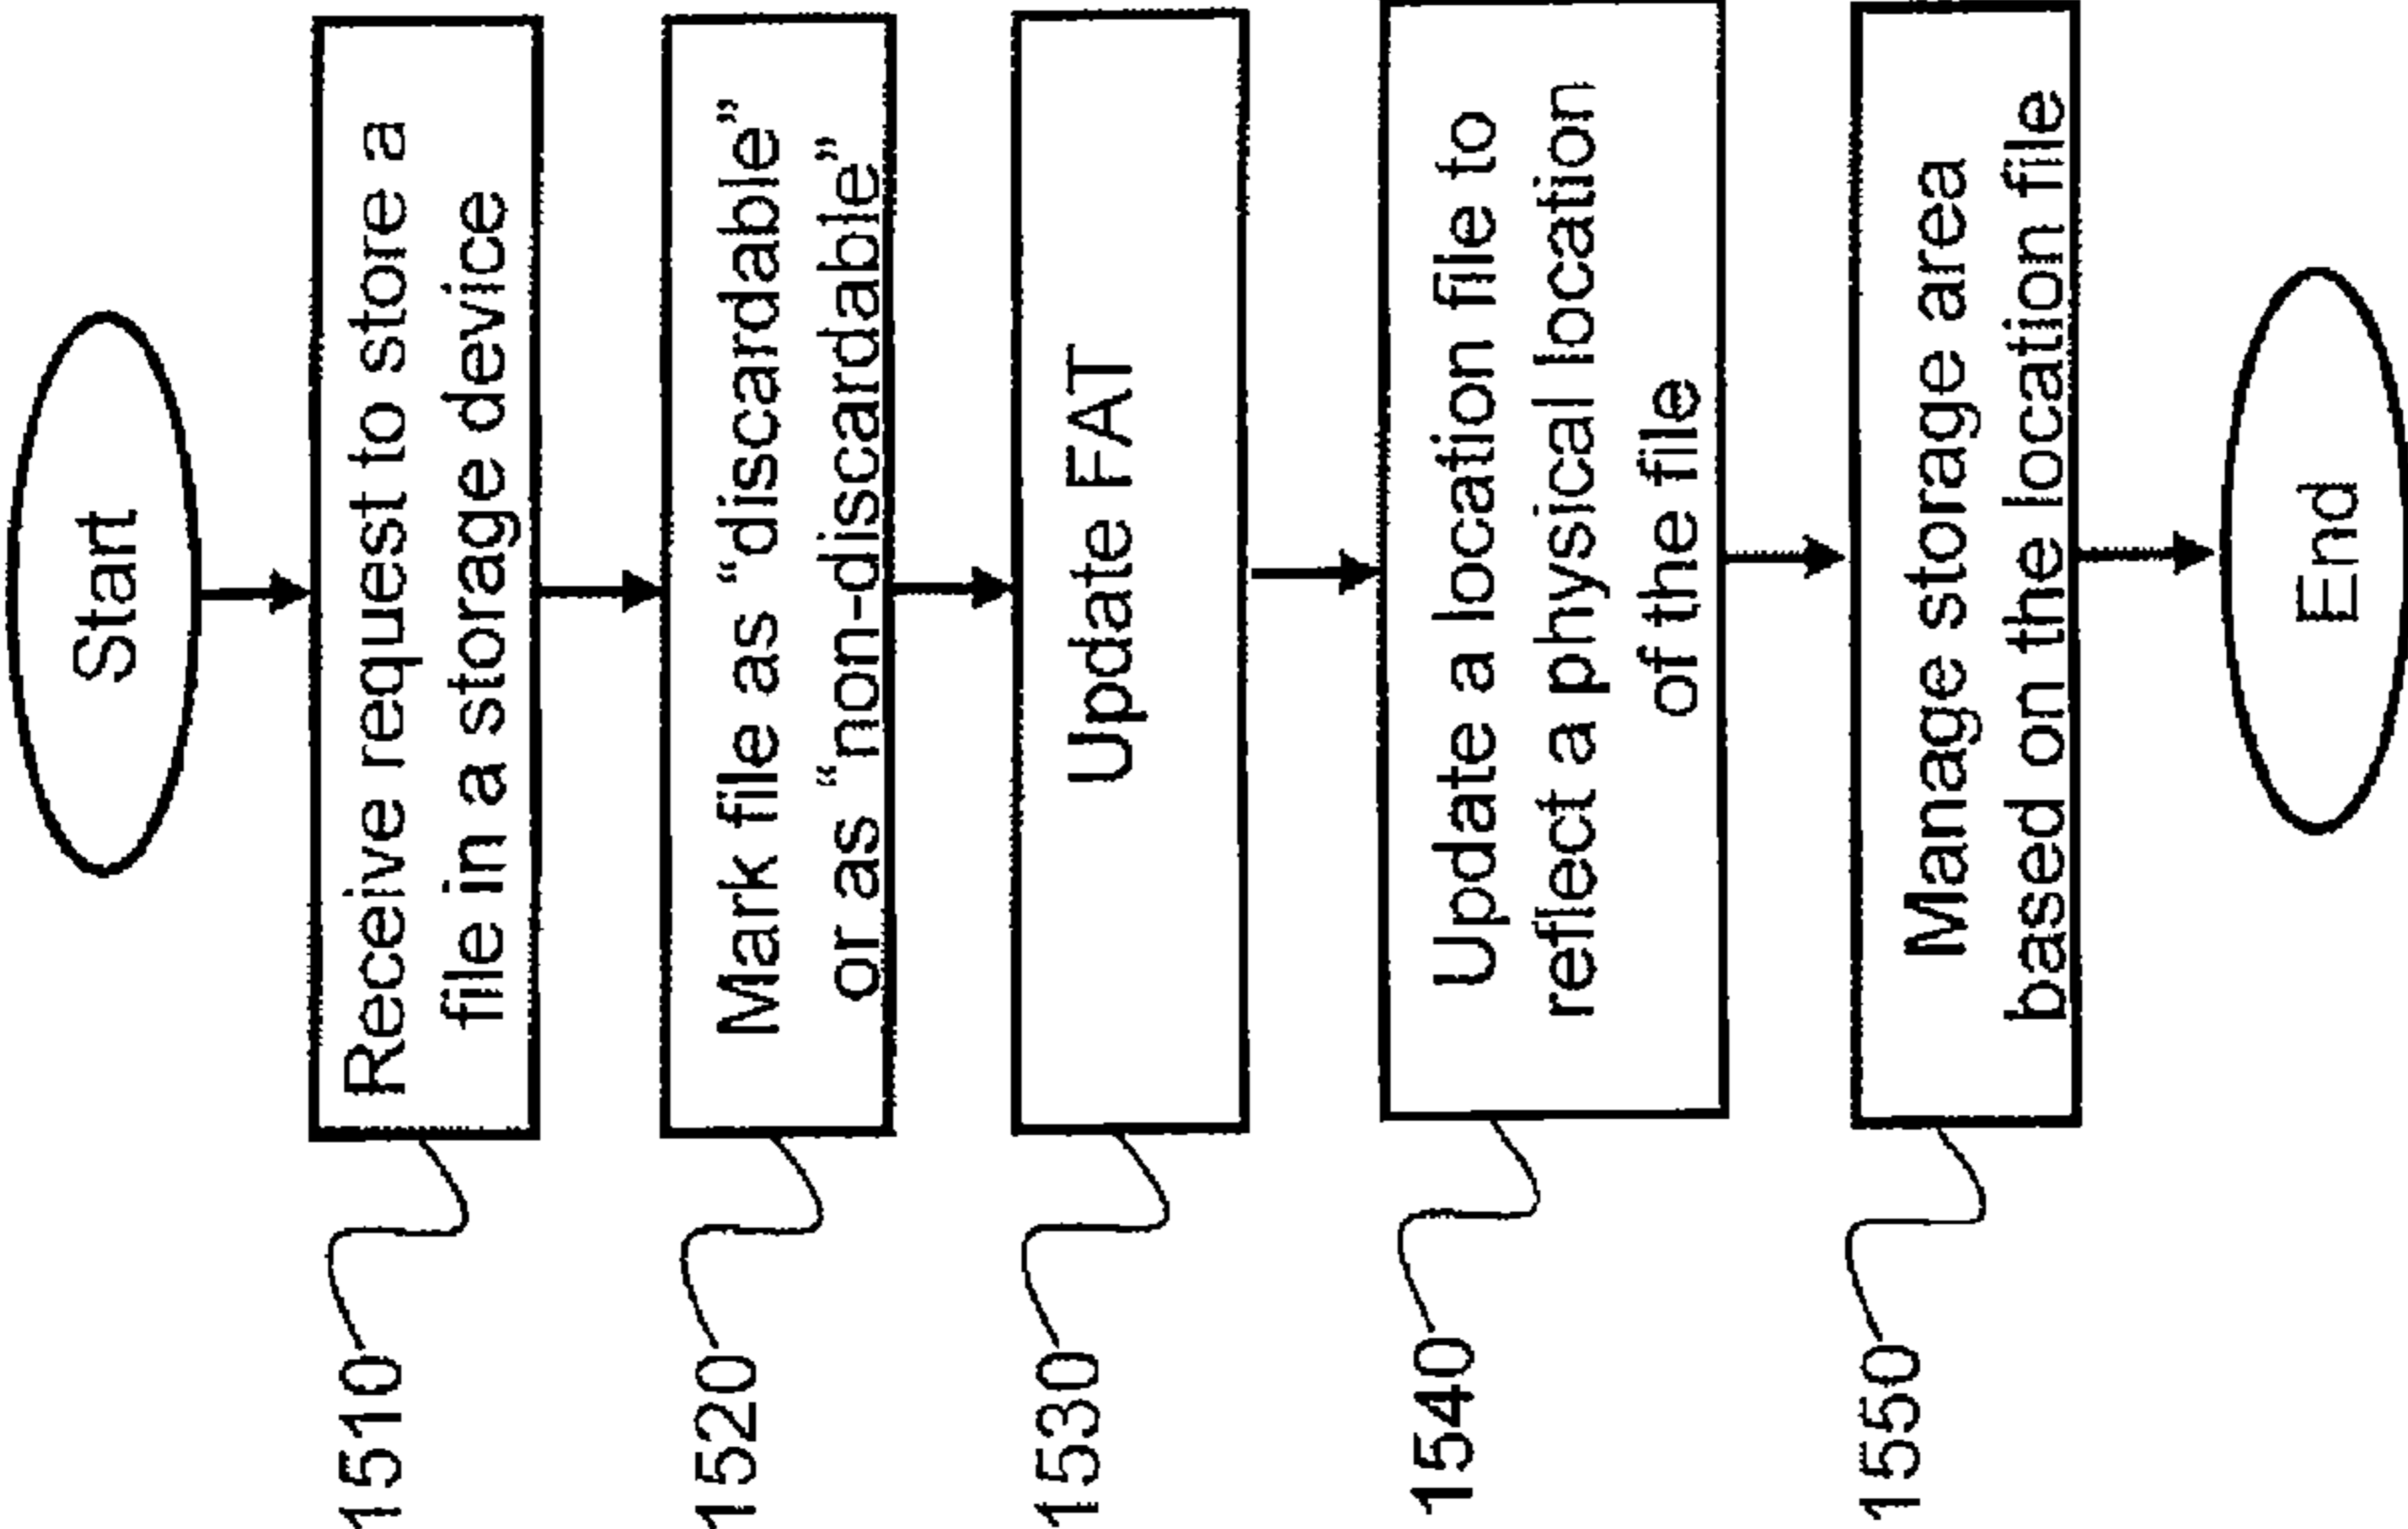 Start
1510
Receive request to store a
file in a storage device
1520
Mark file as “discardable”
or as “non-discardable”
1530
Update FAT
1540
Update a location file to
reflect a physical location
of the file
1550
Manage storage area
based on the location file
End